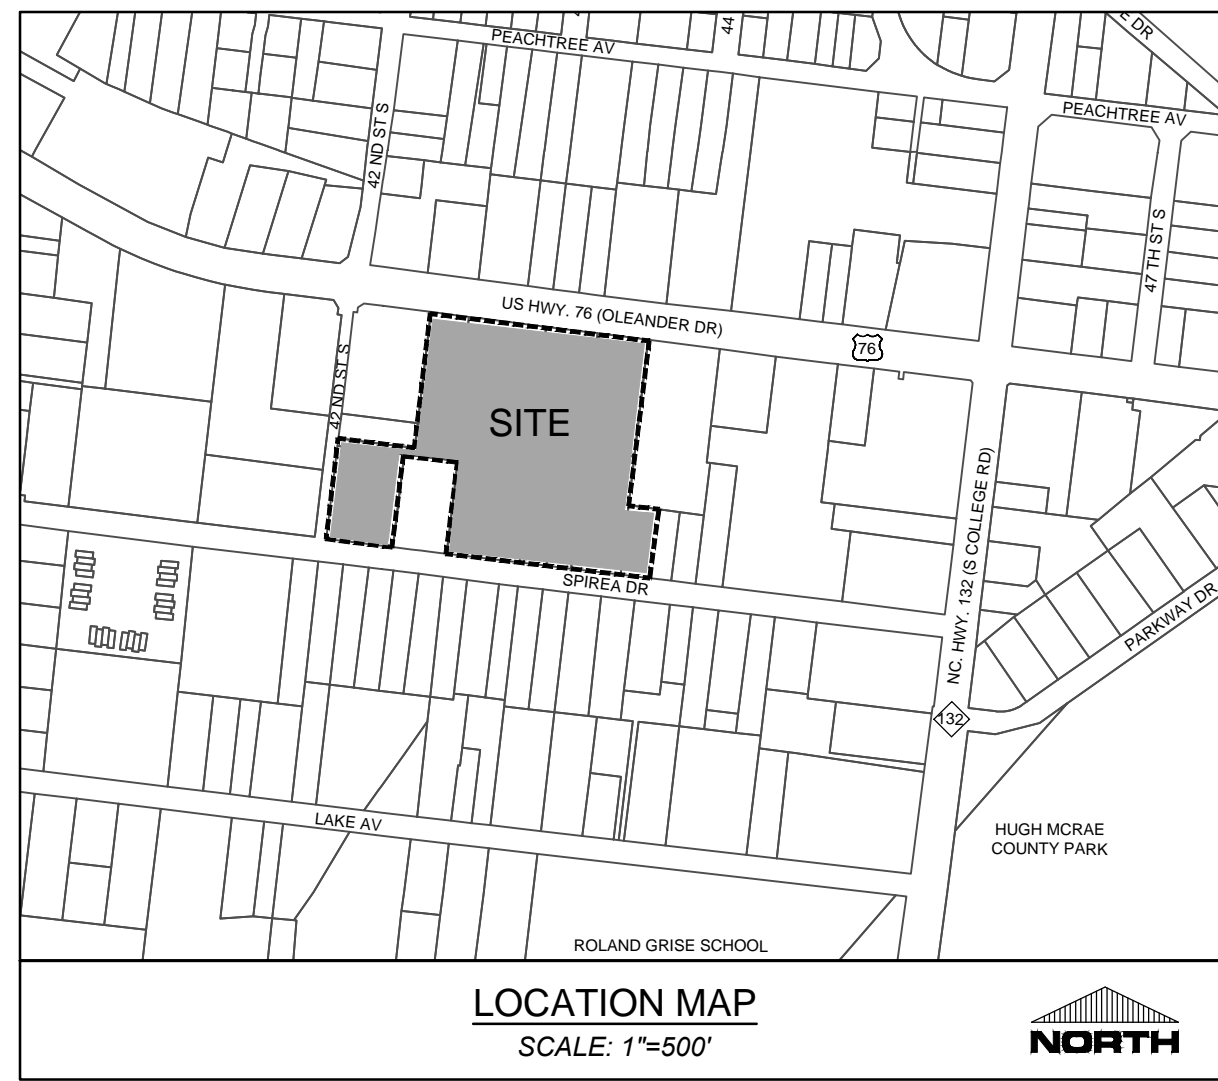 44
E DR
PEACHTREE AV
PEACHTREE AV
42 ND ST S
47 TH ST S
US HWY. 76 (OLEANDER DR)
76
42 ND ST S
SITE
NC. HWY. 132 (S COLLEGE RD)
SPIREA DR
PARKWAY DR
132
LAKE AV
HUGH MCRAE
COUNTY PARK
ROLAND GRISE SCHOOL
LOCATION MAP
SCALE: 1"=500'
NORTH